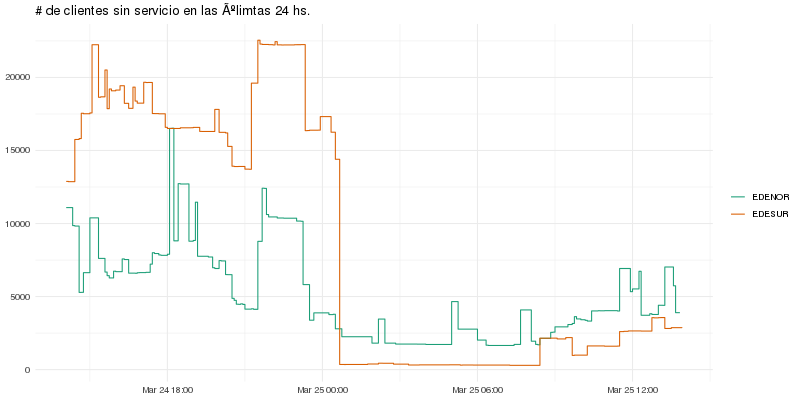 # de clientes sin servicio en las Ãºlimtas 24 hs.
20000
15000
10000
5000
0
Mar 24 18:00
Mar 25 00:00
Mar 25 06:00
Mar 25 12:00
EDENOR
EDESUR